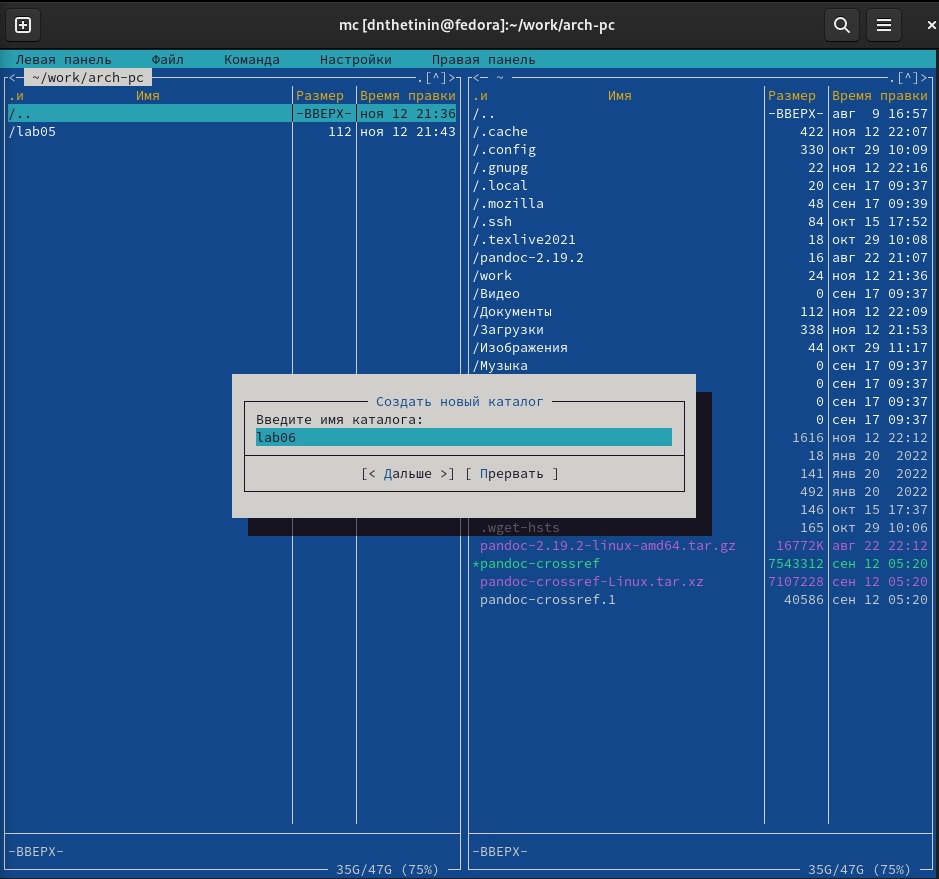 mc [dnthetinin@fedora]:~/work/arch-pc
Левая панель Файл Команда Настройки Правая панель
<— ~/work/arch-pc .[^]> <— ~ .[^]>
.и Имя Размер Время правки .и Имя Размер Время правки
/.. -ВВЕРХ- ноя 12 21:36 /.. -ВВЕРХ- авг 9 16:57
/lab05 112 ноя 12 21:43 /.cache 422 ноя 12 22:07
/.config 330 окт 29 10:09
/.gnupg 22 ноя 12 22:16
/.local 20 сен 17 09:37
/.mozilla 48 сен 17 09:39
/.ssh 84 окт 15 17:52
/.texlive2021 18 окт 29 10:08
/pandoc-2.19.2 16 авг 22 21:07
/work 24 ноя 12 21:36
/Видео 0 сен 17 09:37
/Документы 112 ноя 12 22:09
/Загрузки 338 ноя 12 21:53
/Изображения 44 окт 29 11:17
/Музыка 0 сен 17 09:37
0 сен 17 09:37
Создать новый каталог 0 сен 17 09:37
Введите имя каталога: 0 сен 17 09:37
lab06 1616 ноя 12 22:12
18 янв 20 2022
[< Дальше >] [ Прервать ] 141 янв 20 2022
492 янв 20 2022
146 окт 15 17:37
.wget-hsts 165 окт 29 10:06
pandoc-2.19.2-linux-amd64.tar.gz 16772K авг 22 22:12
*pandoc-crossref 7543312 сен 12 05:20
pandoc-crossref-Linux.tar.xz 7107228 сен 12 05:20
pandoc-crossref.1 40586 сен 12 05:20
-ВВЕРХ- -ВВЕРХ-
35G/47G (75%) 35G/47G (75%)